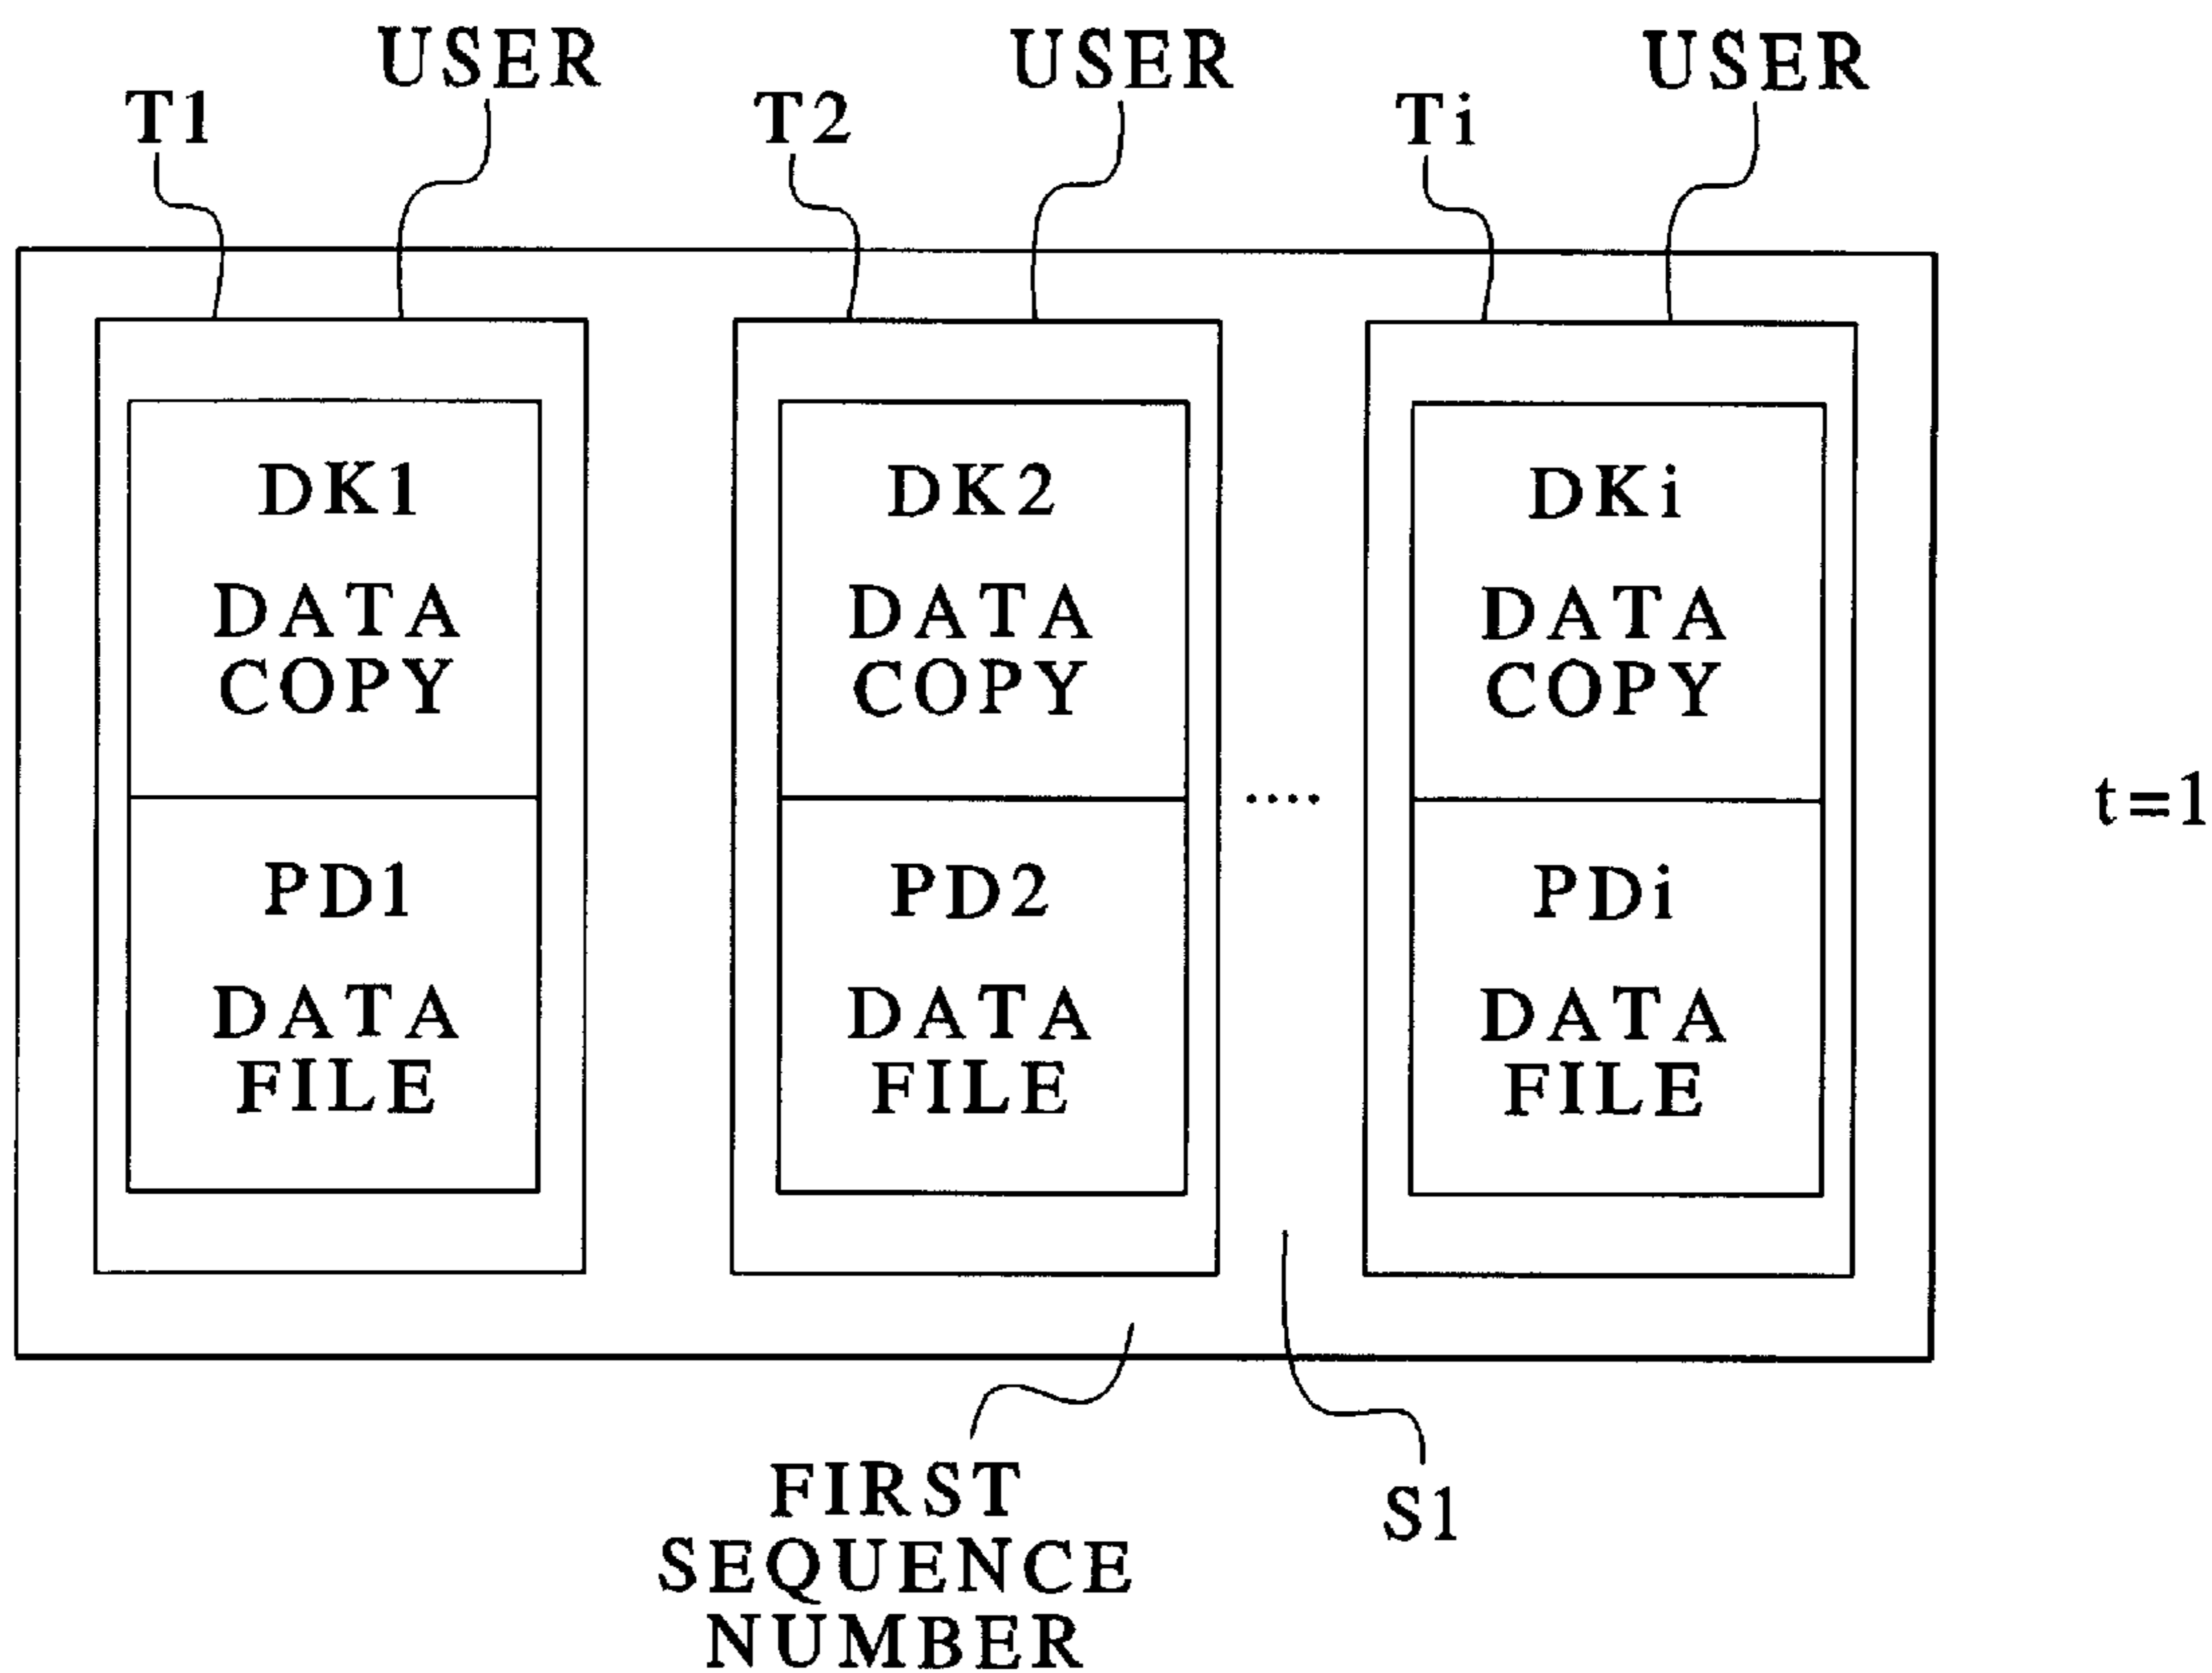 USER
USER
USER
T1
T2
Ti
DK1
DATA
COPY
DK2
DATA
COPY
DKi
DATA
COPY
PD1
DATA
FILE
PD2
DATA
FILE
....
PDi
DATA
FILE
t=1
FIRST
SEQUENCE
NUMBER
S1